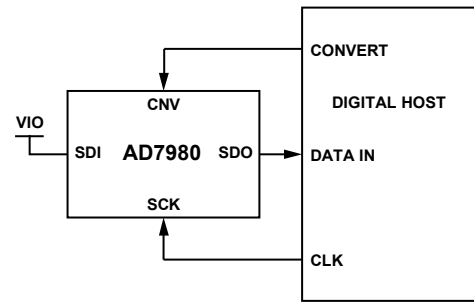 CONVERT
CNV
DIGITAL HOST
VIO
SDI AD7980 SDO
DATA IN
SCK
CLK